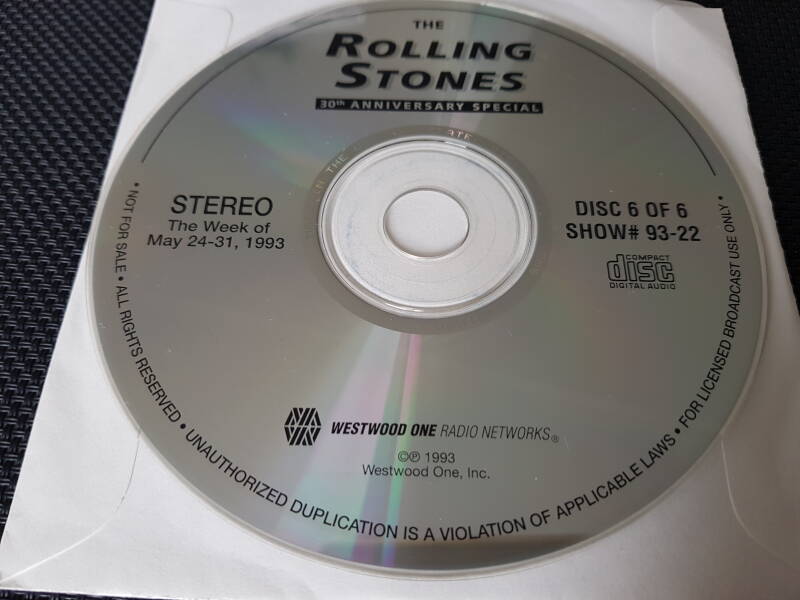 THE
ROLLING
STONES
30th ANNIVERSARY SPECIAL
STEREO
The Week of
May 24-31, 1993
DISC 6 OF 6
SHOW# 93-22
COMPACT
disc
DIGITAL AUDIO
WESTWOOD ONE RADIO NETWORKS®
©℗ 1993
Westwood One, Inc.
• NOT FOR SALE • ALL RIGHTS RESERVED • UNAUTHORIZED DUPLICATION IS A VIOLATION OF APPLICABLE LAWS • FOR LICENSED BROADCAST USE ONLY •